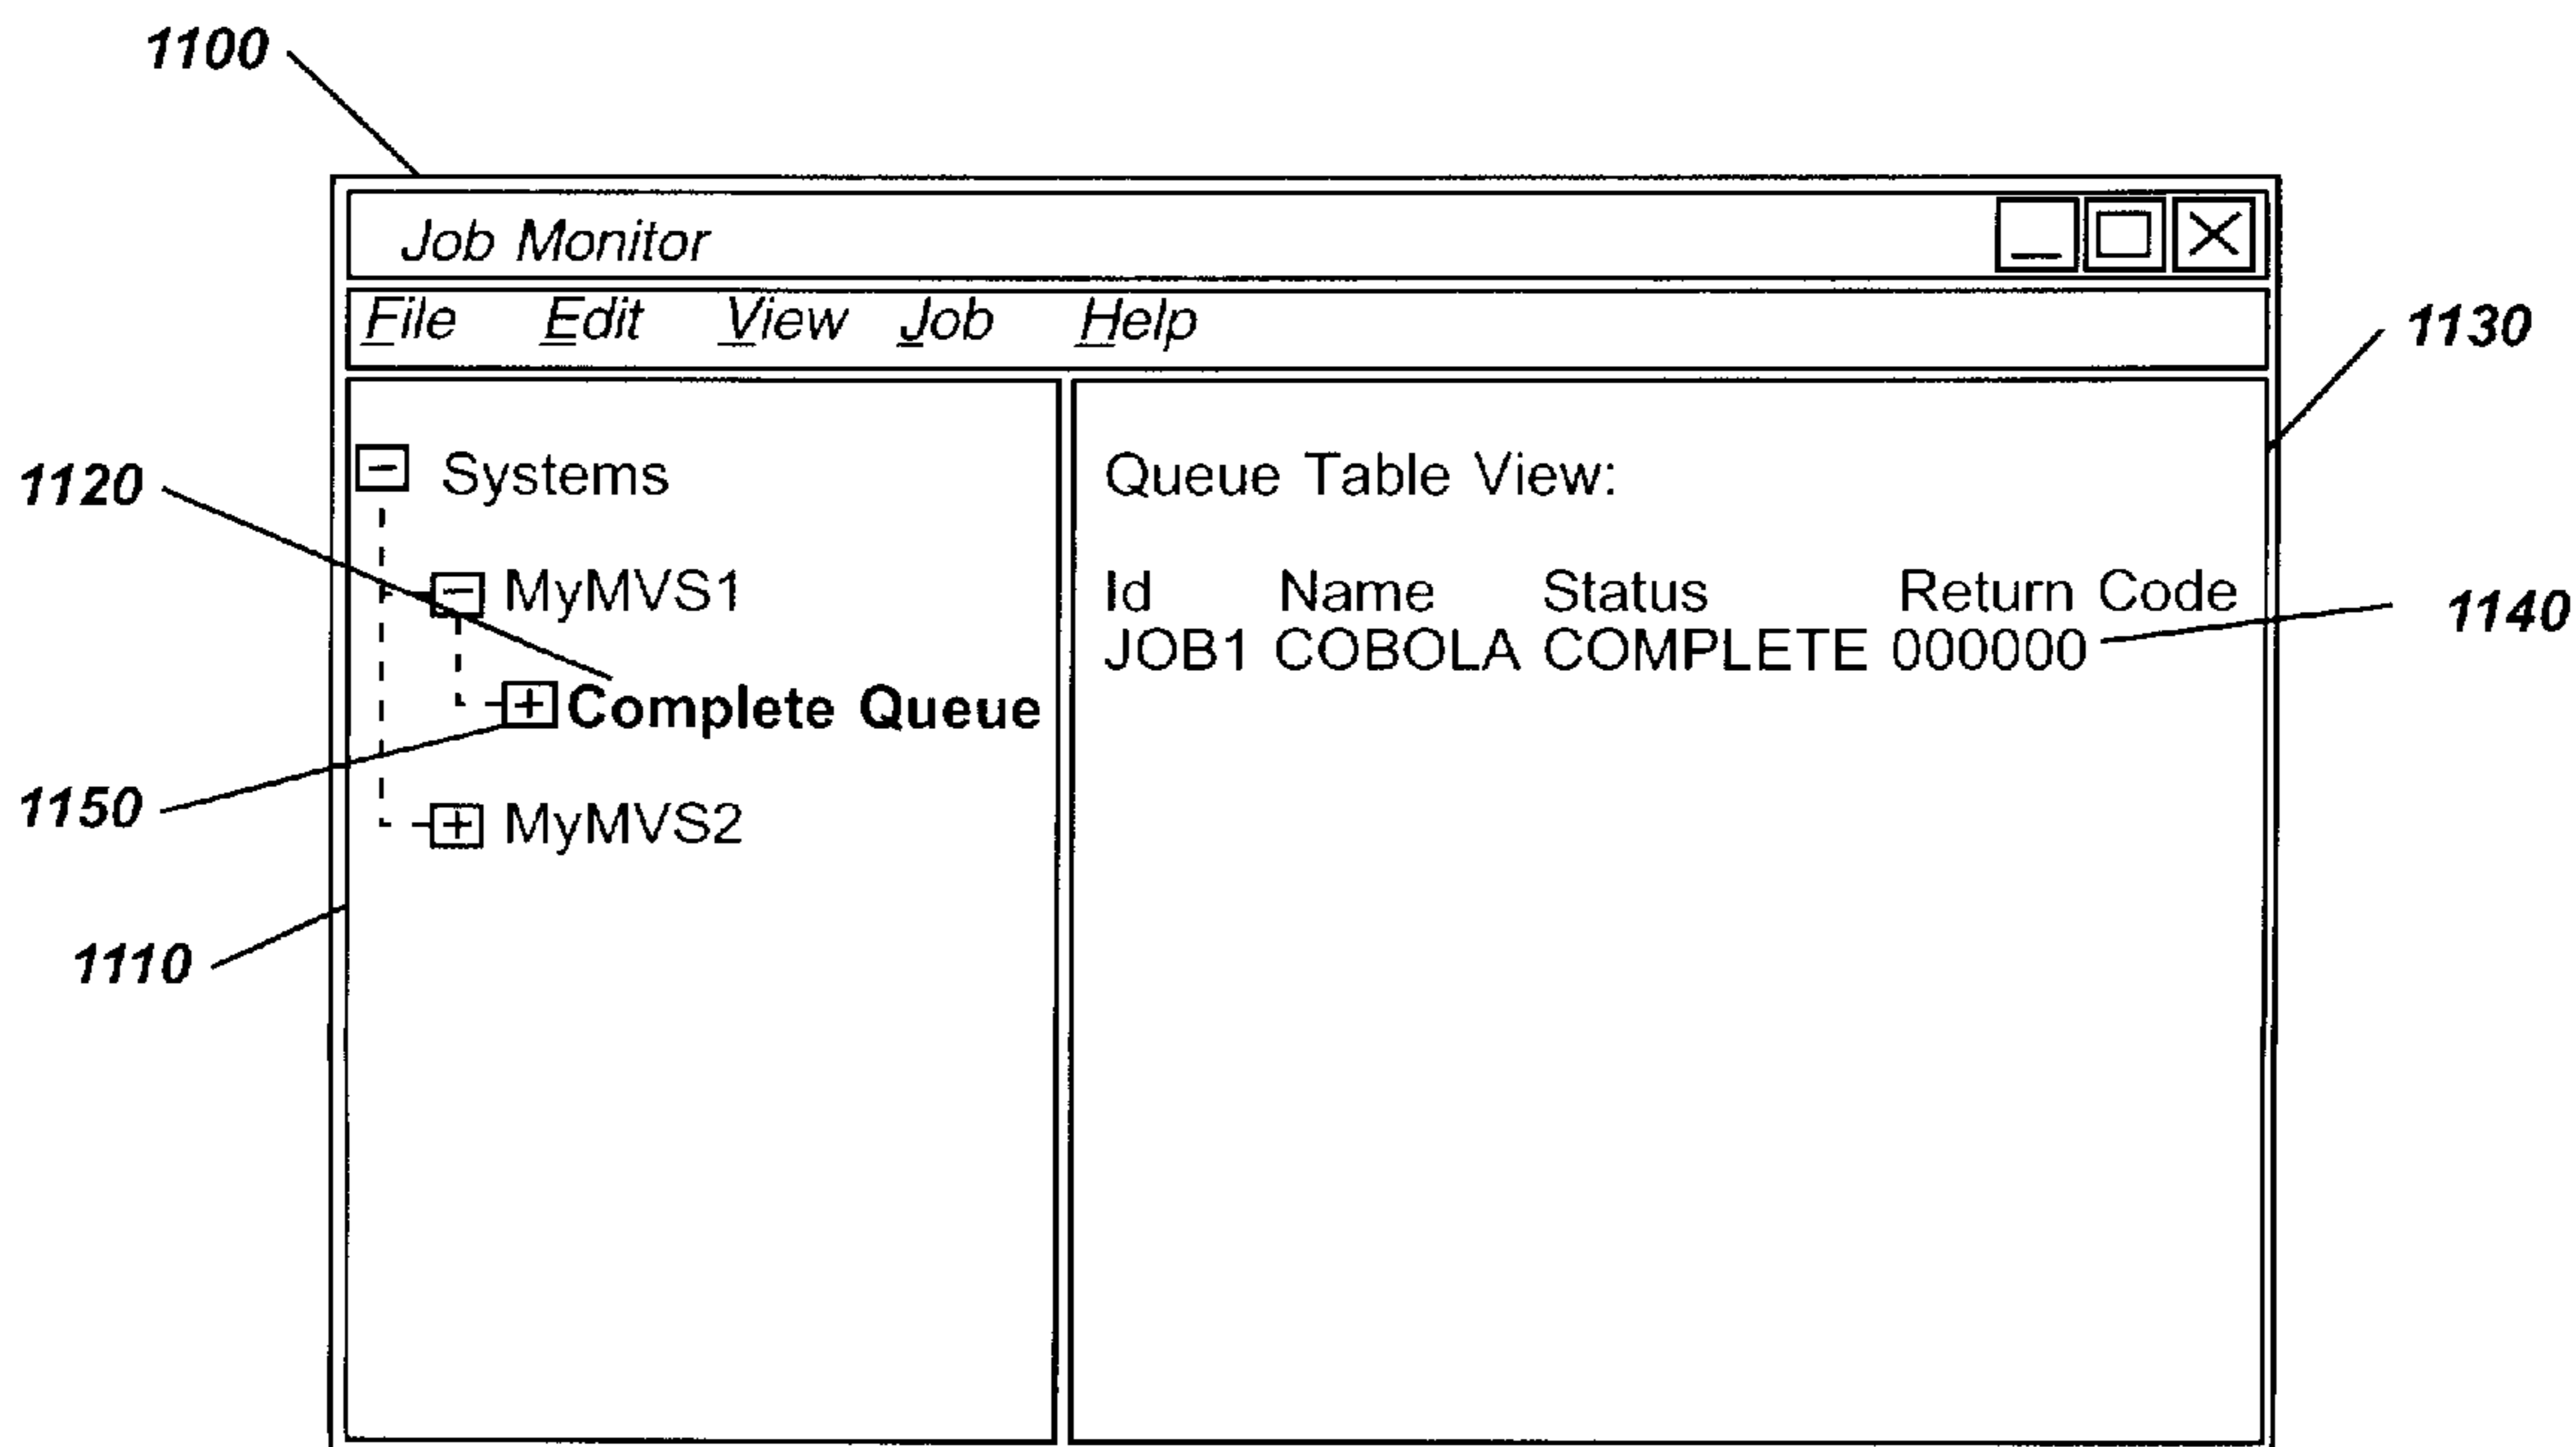 1100
Job Monitor
File Edit View Job Help
1130
1120
Systems
Queue Table View:
MyMVS1
Id Name Status Return Code
1140
JOB1 COBOLA COMPLETE 000000
Complete Queue
1150
MyMVS2
1110